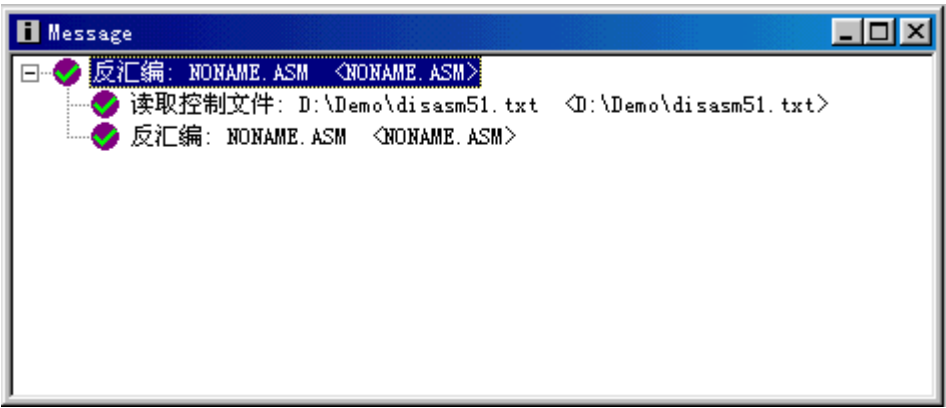 Message
反汇编: NONAME.ASM <NONAME.ASM>
读取控制文件: D:\Demo\disasm51.txt <D:\Demo\disasm51.txt>
反汇编: NONAME.ASM <NONAME.ASM>